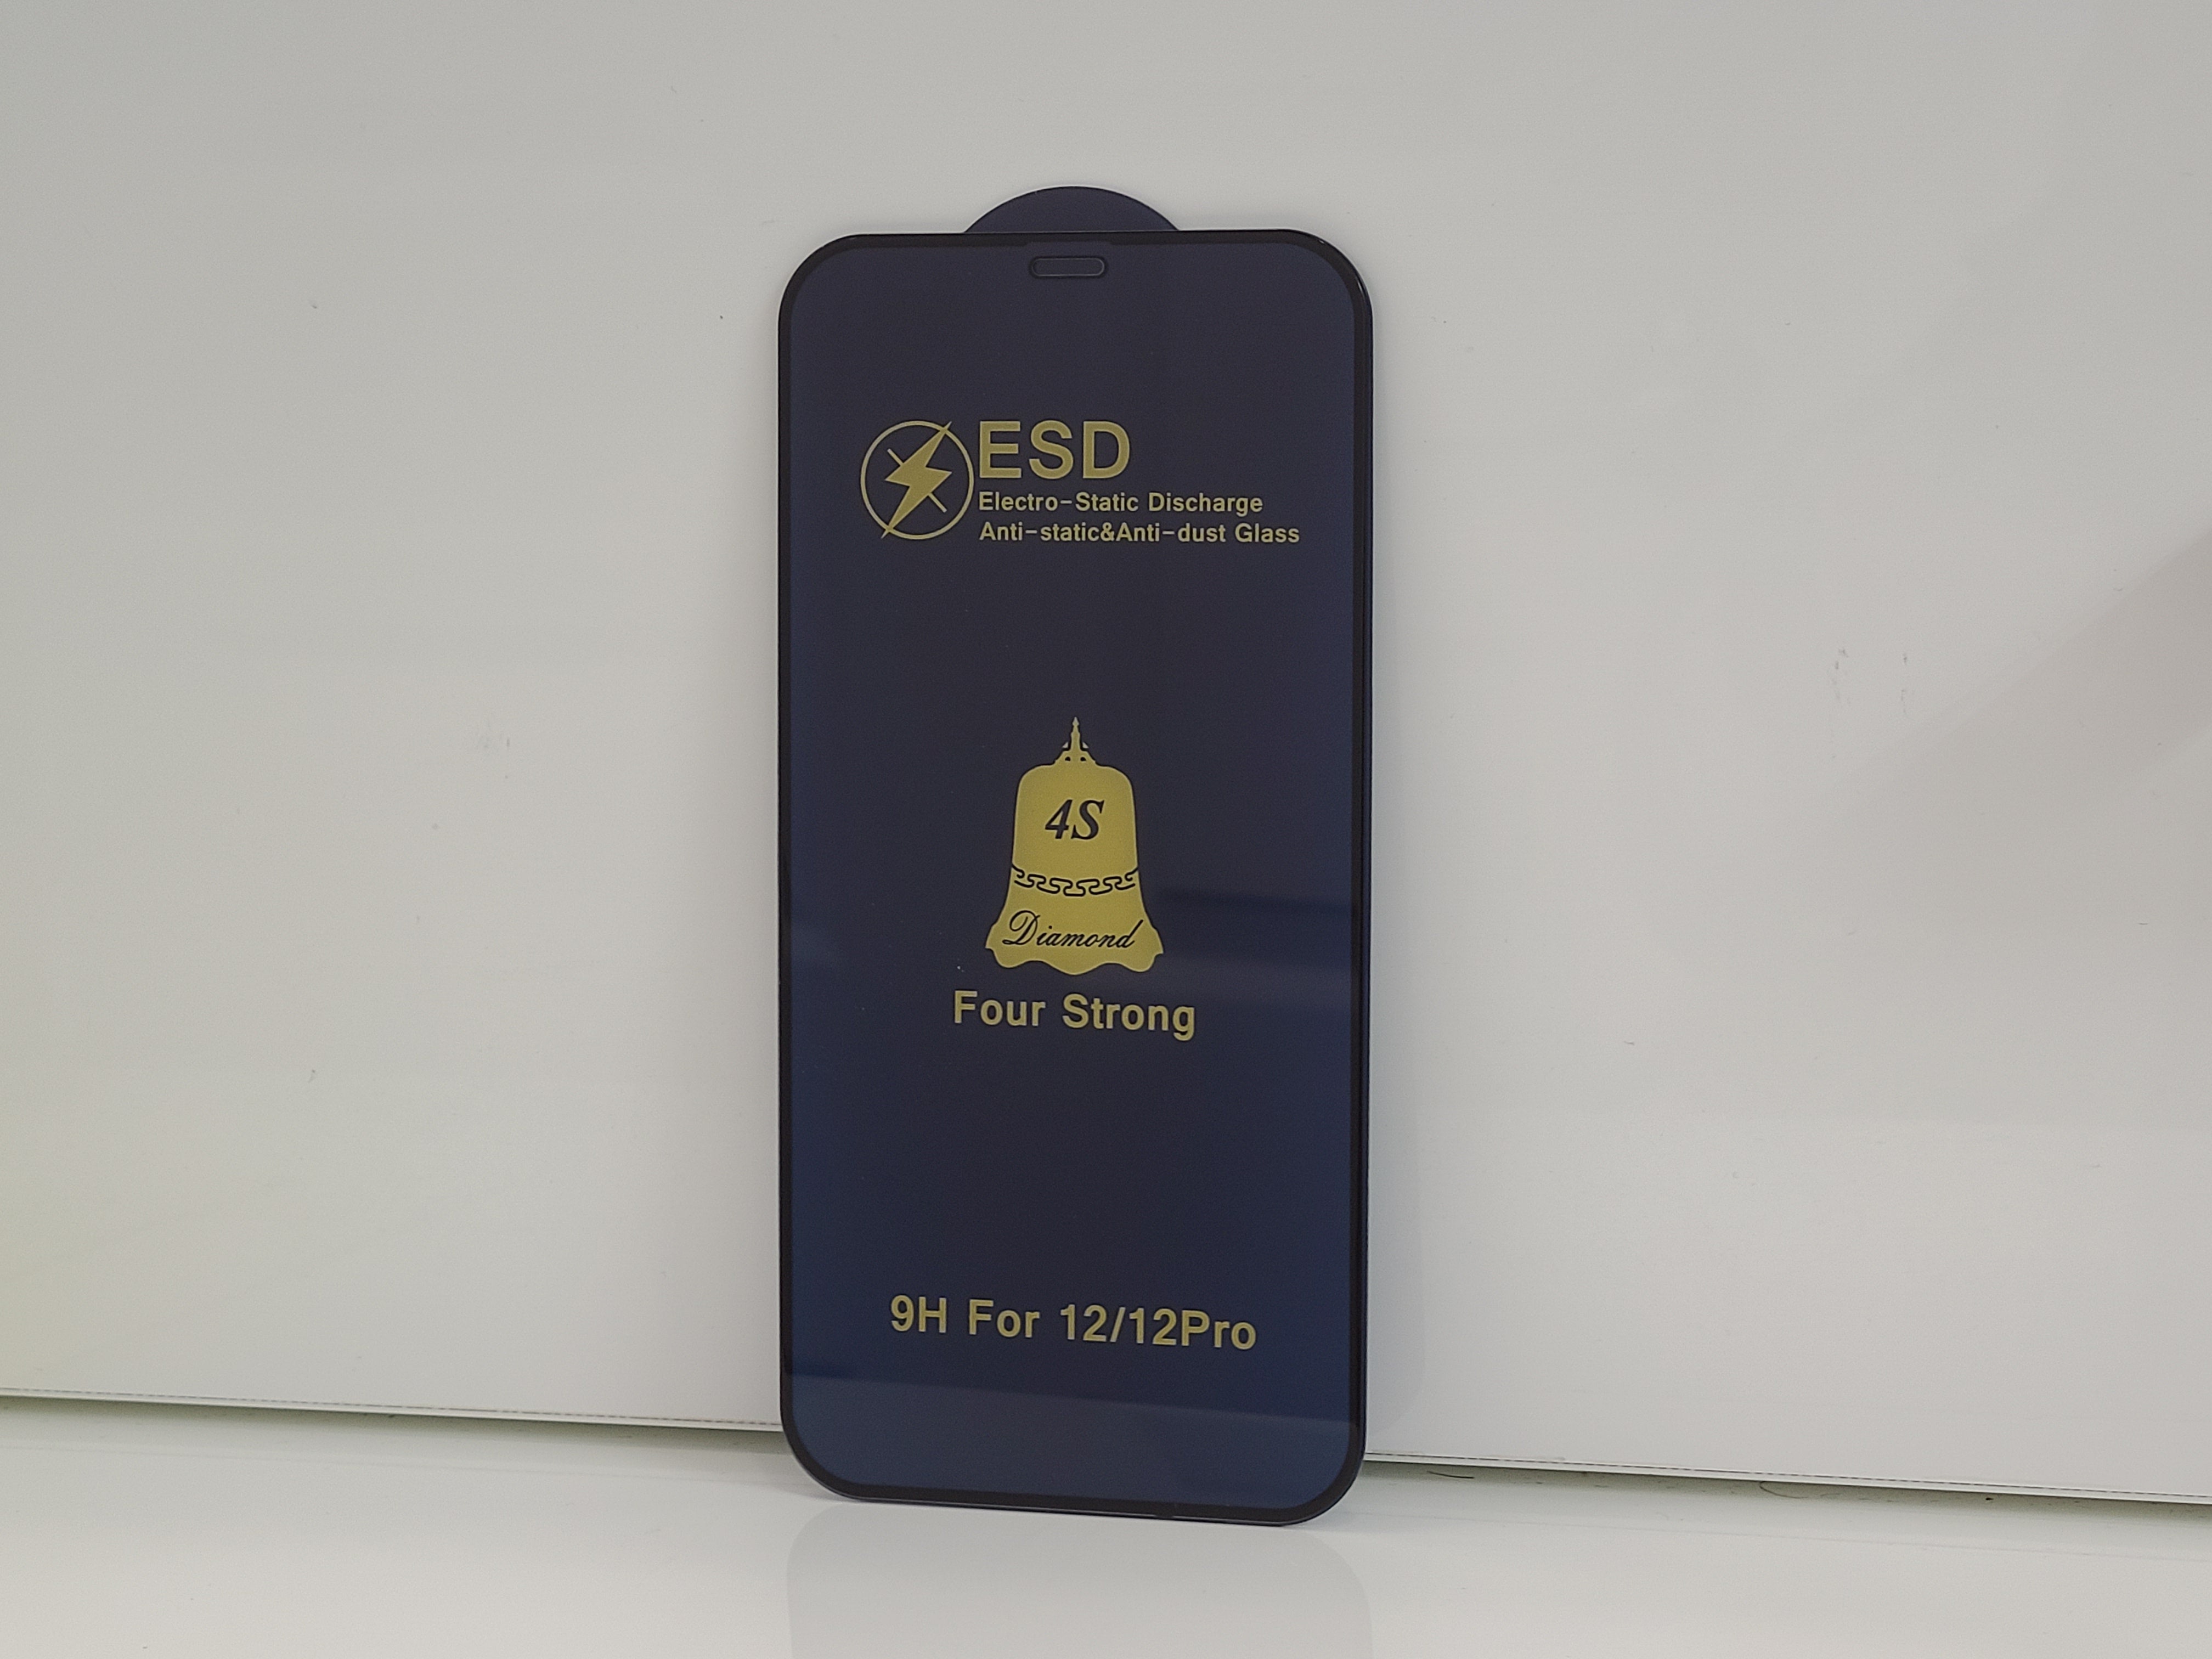 ESD
Electro-Static Discharge
Anti-static&Anti-dust Glass
4S
Diamond
Four Strong
9H For 12/12Pro